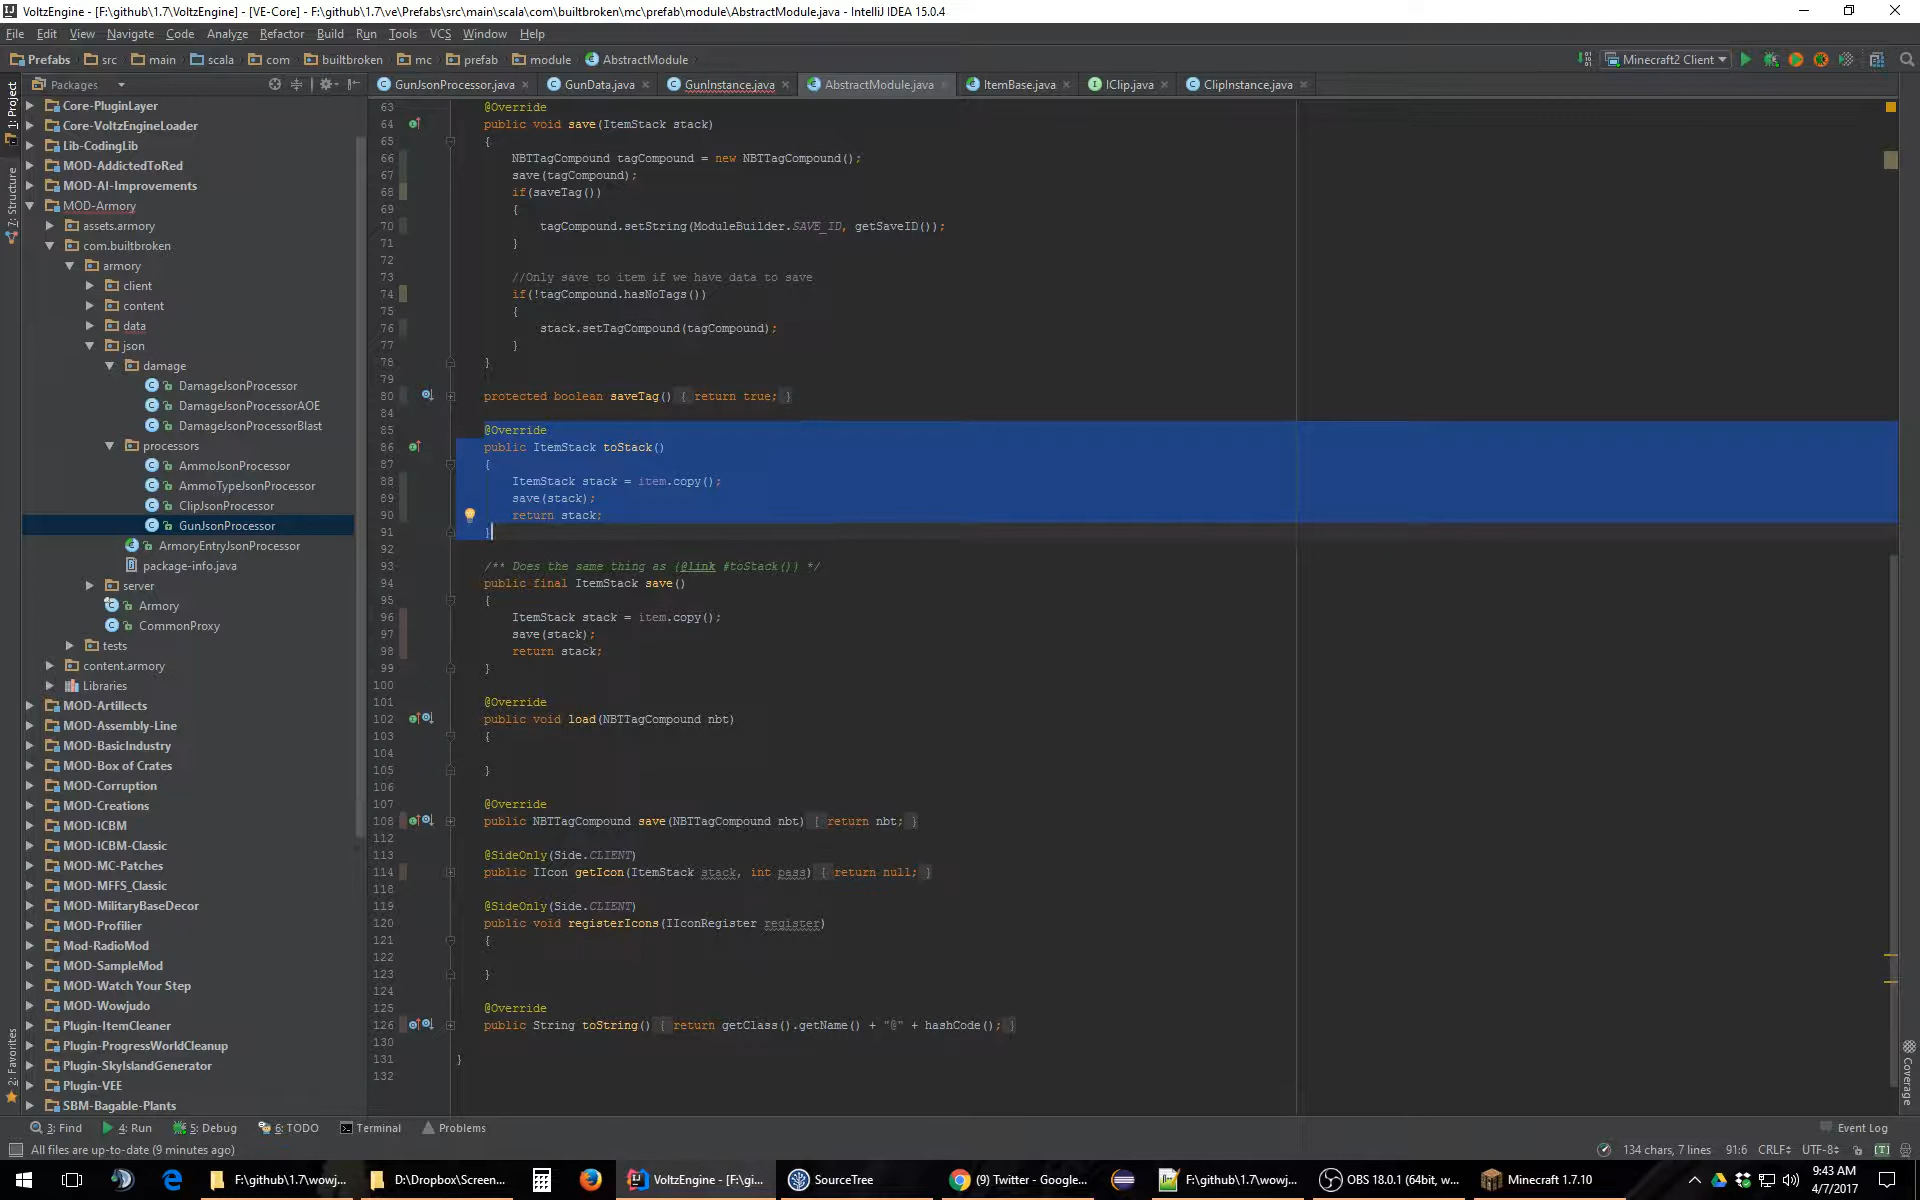 VoltzEngine - [F:\github\1.7\VoltzEngine] - [VE-Core] - F:\github\1.7\ve\Prefabs\src\main\scala\com\builtbroken\mc\prefab\module\AbstractModule.java - IntelliJ IDEA 15.0.4
File Edit View Navigate Code Analyze Refactor Build Run Tools VCS Window Help
Prefabs src main scala com builtbroken mc prefab module AbstractModule
Minecraft2 Client
Packages
GunJsonProcessor.java GunData.java GunInstance.java AbstractModule.java ItemBase.java IClip.java ClipInstance.java
1: Project
7: Structure
2: Favorites
Core-PluginLayer
Core-VoltzEngineLoader
Lib-CodingLib
MOD-AddictedToRed
MOD-AI-Improvements
MOD-Armory
assets.armory
com.builtbroken
armory
client
content
data
json
damage
DamageJsonProcessor
DamageJsonProcessorAOE
DamageJsonProcessorBlast
processors
AmmoJsonProcessor
AmmoTypeJsonProcessor
ClipJsonProcessor
GunJsonProcessor
ArmoryEntryJsonProcessor
package-info.java
server
Armory
CommonProxy
tests
content.armory
Libraries
MOD-Artillects
MOD-Assembly-Line
MOD-BasicIndustry
MOD-Box of Crates
MOD-Corruption
MOD-Creations
MOD-ICBM
MOD-ICBM-Classic
MOD-MC-Patches
MOD-MFFS_Classic
MOD-MilitaryBaseDecor
MOD-Profilier
Mod-RadioMod
MOD-SampleMod
MOD-Watch Your Step
MOD-Wowjudo
Plugin-ItemCleaner
Plugin-ProgressWorldCleanup
Plugin-SkyIslandGenerator
Plugin-VEE
SBM-Bagable-Plants
63 @Override
64 public void save(ItemStack stack)
65 {
66 NBTTagCompound tagCompound = new NBTTagCompound();
67 save(tagCompound);
68 if(saveTag())
69 {
70 tagCompound.setString(ModuleBuilder.SAVE_ID, getSaveID());
71 }
72
73 //Only save to item if we have data to save
74 if(!tagCompound.hasNoTags())
75 {
76 stack.setTagCompound(tagCompound);
77 }
78 }
79
80 protected boolean saveTag() { return true; }
84
85 @Override
86 public ItemStack toStack()
87 {
88 ItemStack stack = item.copy();
89 save(stack);
90 return stack;
91 }
92
93 /** Does the same thing as {@link #toStack()} */
94 public final ItemStack save()
95 {
96 ItemStack stack = item.copy();
97 save(stack);
98 return stack;
99 }
100
101 @Override
102 public void load(NBTTagCompound nbt)
103 {
104
105 }
106
107 @Override
108 public NBTTagCompound save(NBTTagCompound nbt) { return nbt; }
112
113 @SideOnly(Side.CLIENT)
114 public IIcon getIcon(ItemStack stack, int pass) { return null; }
118
119 @SideOnly(Side.CLIENT)
120 public void registerIcons(IIconRegister register)
121 {
122
123 }
124
125 @Override
126 public String toString() { return getClass().getName() + "@" + hashCode(); }
130
131 }
132
Coverage
3: Find 4: Run 5: Debug 6: TODO Terminal Problems Event Log
All files are up-to-date (9 minutes ago) 134 chars, 7 lines 91:6 CRLF÷ UTF-8÷ [T]
F:\github\1.7\wowj... D:\Dropbox\Screen... VoltzEngine - [F:\gi... SourceTree (9) Twitter - Google... F:\github\1.7\wowj... OBS 18.0.1 (64bit, w... Minecraft 1.7.10
9:43 AM
4/7/2017